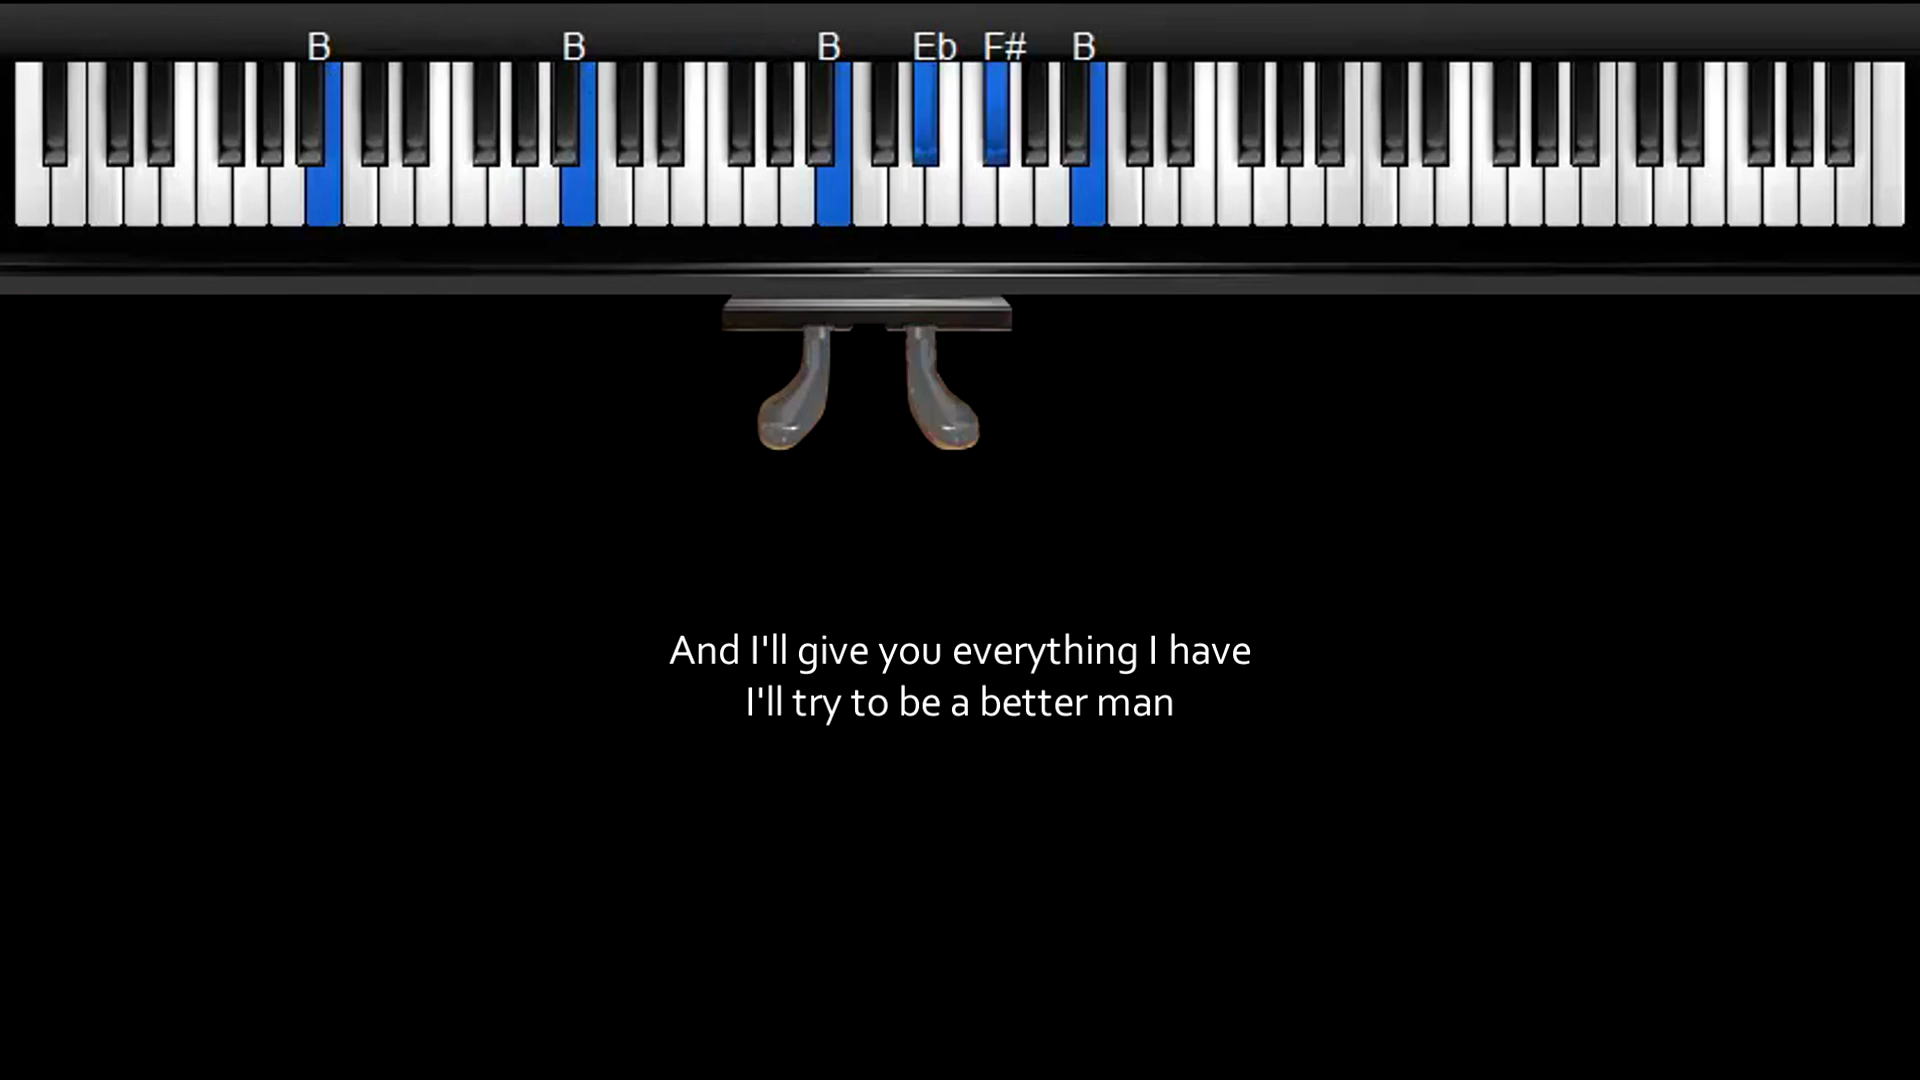 B B B Eb F# B
And I'll give you everything I have
I'll try to be a better man